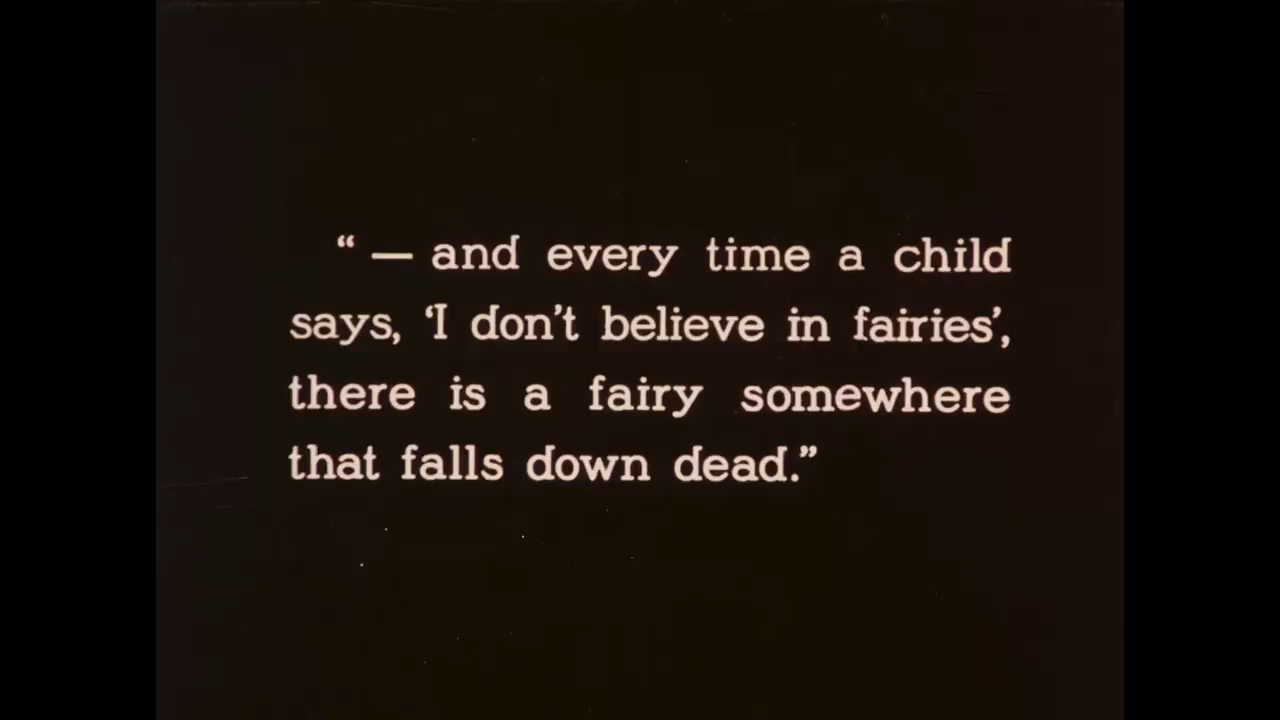 “— and every time a child
says, ‘I don’t believe in fairies’,
there is a fairy somewhere
that falls down dead.”